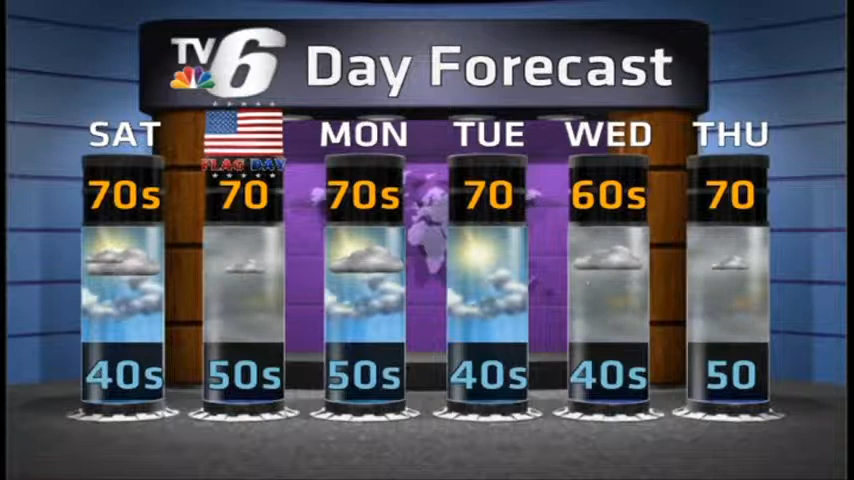 TV6 Day Forecast
SAT FLAG DAY MON TUE WED THU
70s 70 70s 70 60s 70
40s 50s 50s 40s 40s 50